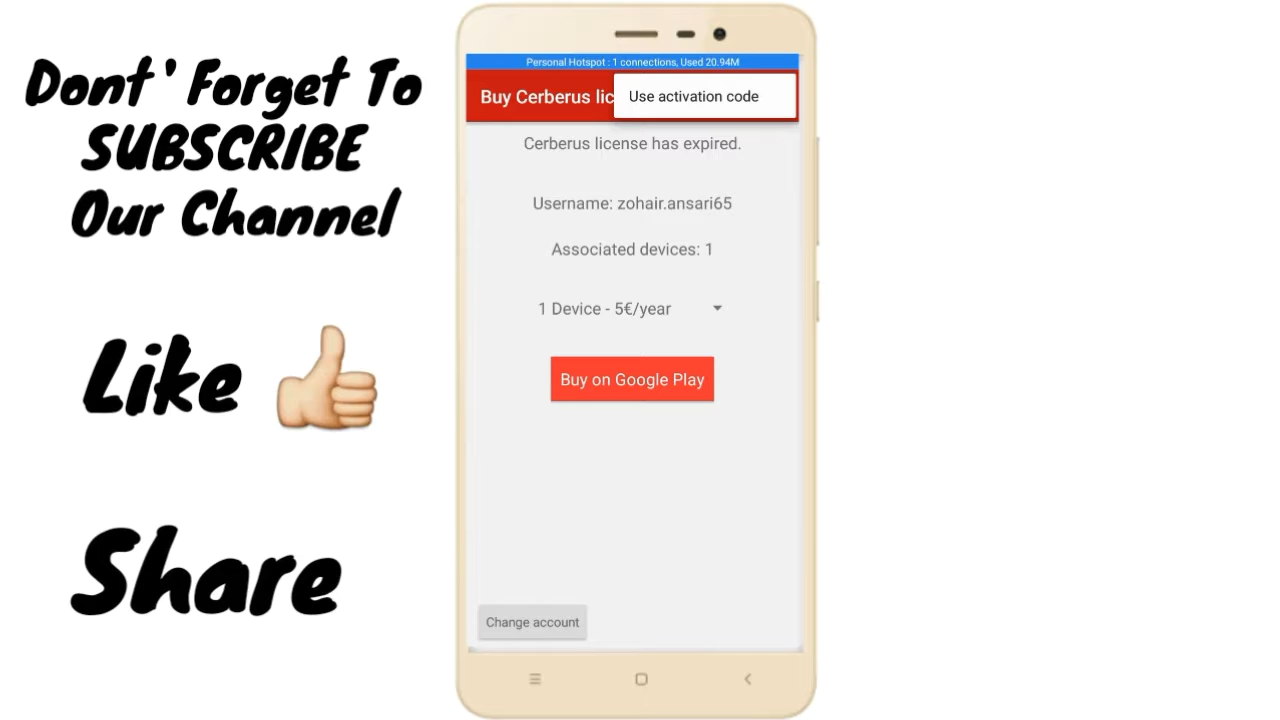 Dont' Forget To
SUBSCRIBE
Our Channel
Like
Share
Personal Hotspot : 1 connections, Used 20.94M
Buy Cerberus lic
Use activation code
Cerberus license has expired.
Username: zohair.ansari65
Associated devices: 1
1 Device - 5€/year
Buy on Google Play
Change account